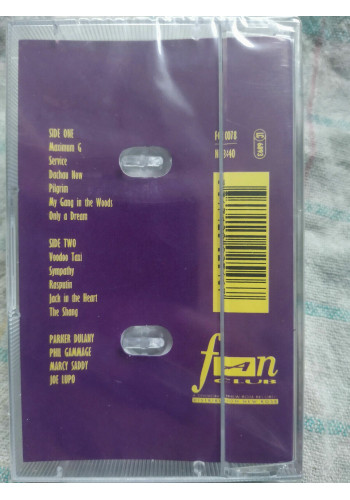 SIDE ONE
Maximum G
Service
Dachau Now
Pilgrim
My Gang in the Woods
Only a Dream
SIDE TWO
Voodoo Taxi
Sympathy
Rasputin
Jack in the Heart
The Shang
PARKER DULANY
PHIL GAMMAGE
MARCY SADDY
JOE LUPO
0078
fan
CLUB